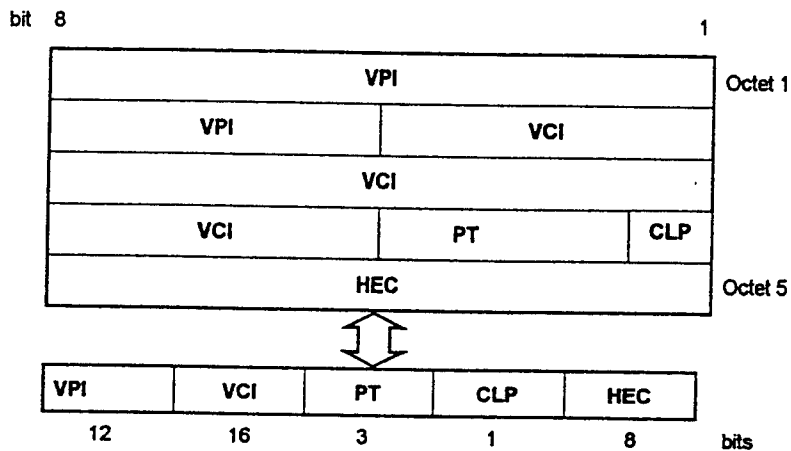 bit 8 1
VPI Octet 1
VPI VCI
VCI
VCI PT CLP
HEC Octet 5
VPI VCI PT CLP HEC
12 16 3 1 8 bits